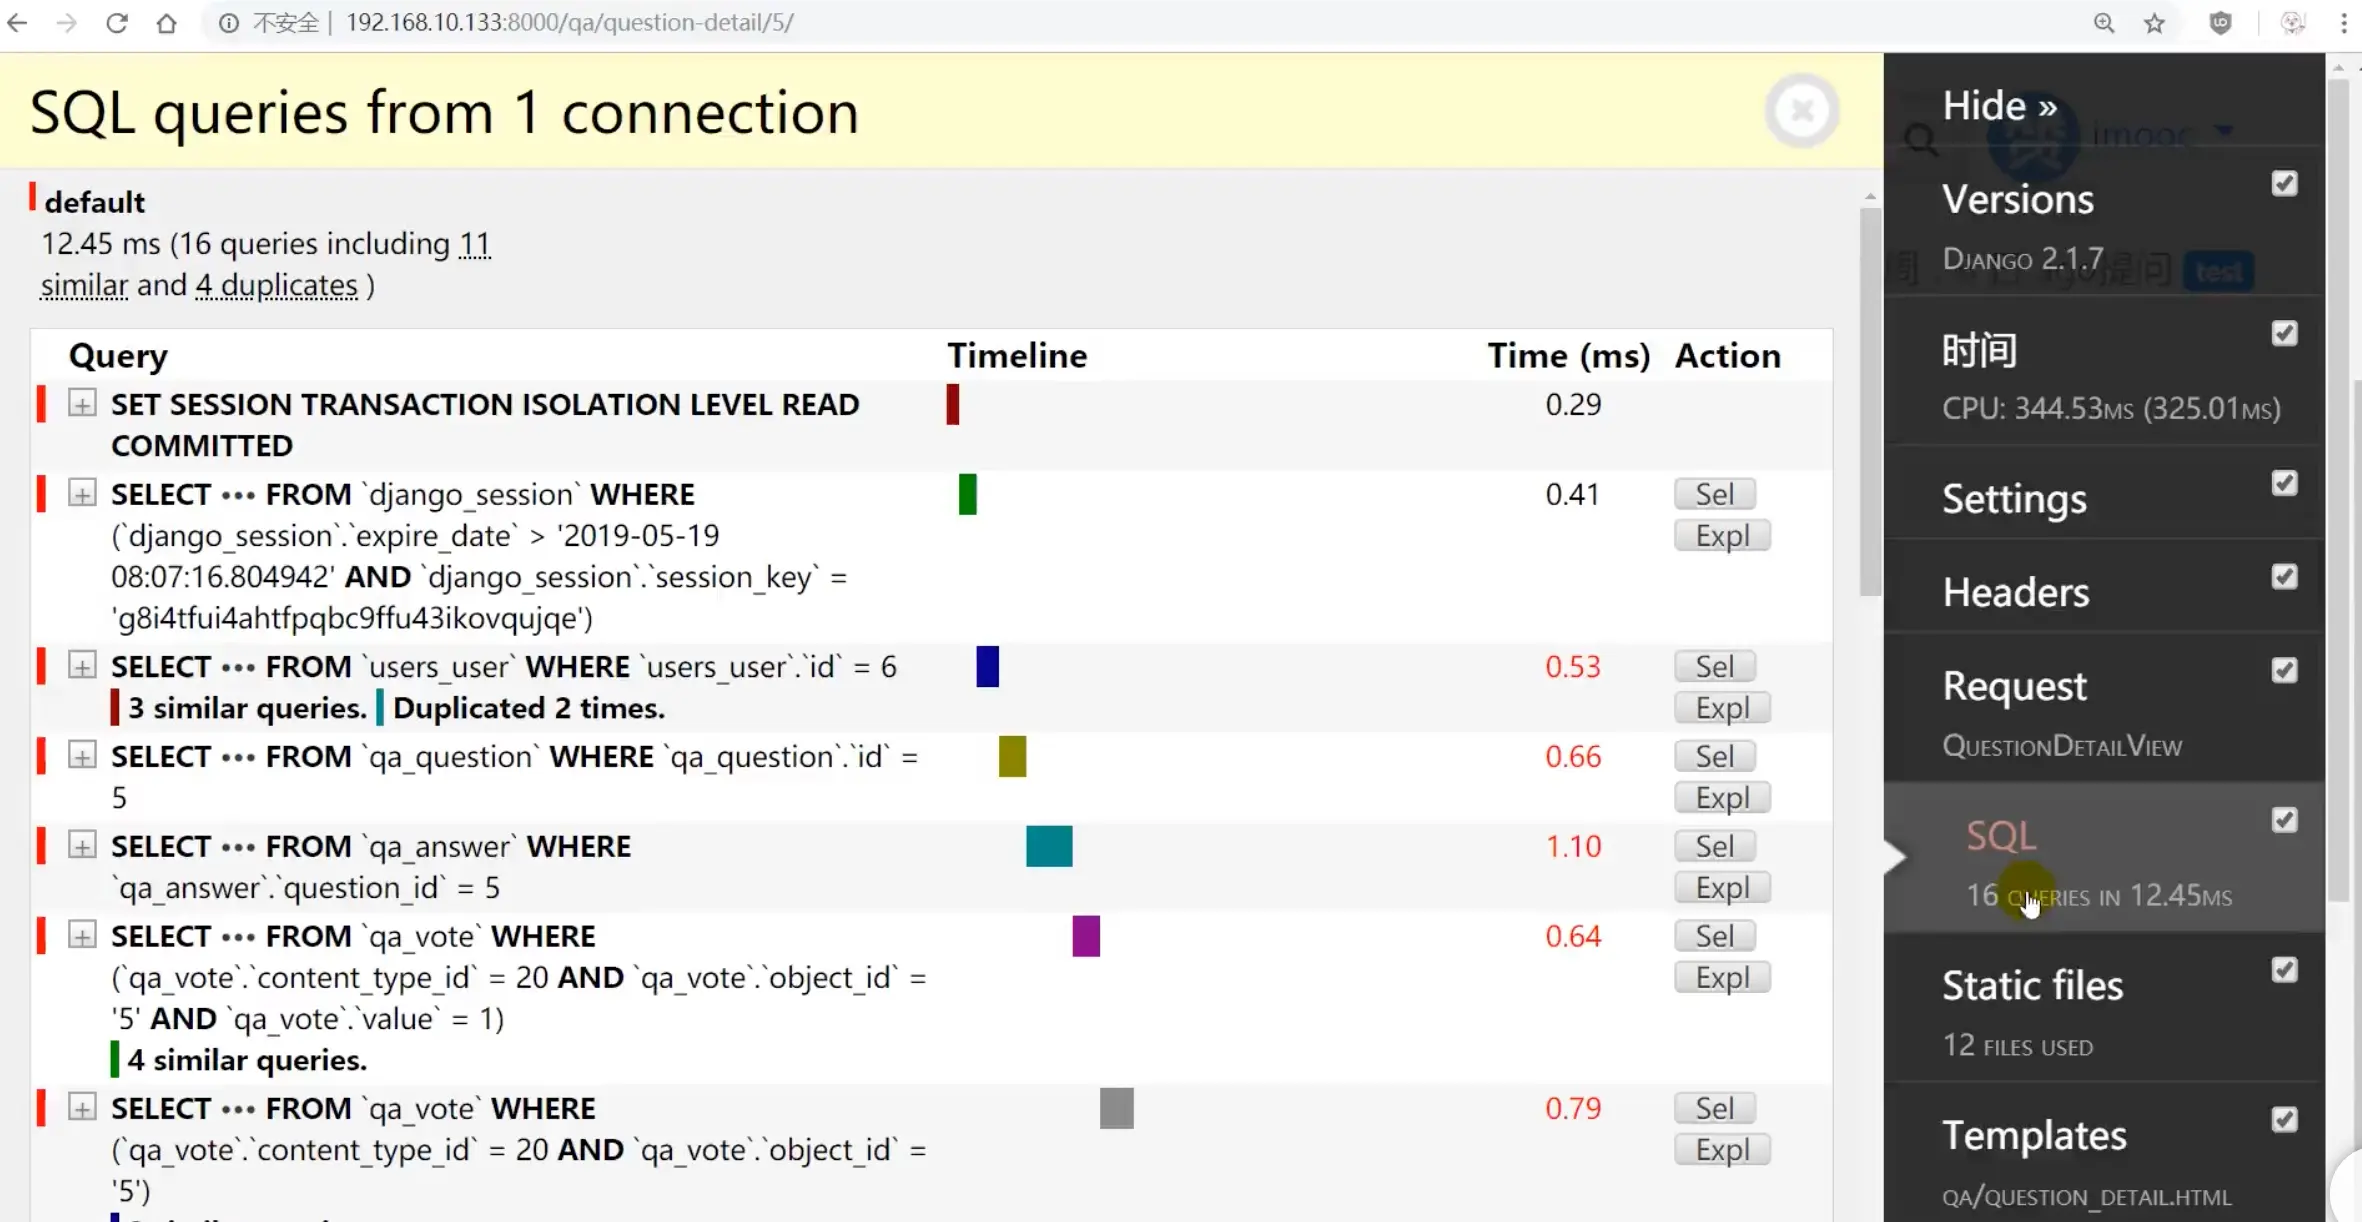 不安全 | 192.168.10.133:8000/qa/question-detail/5/
SQL queries from 1 connection
default
12.45 ms (16 queries including 11
similar and 4 duplicates )
Query Timeline Time (ms) Action
SET SESSION TRANSACTION ISOLATION LEVEL READ 0.29
COMMITTED
SELECT ••• FROM `django_session` WHERE 0.41 Sel
(`django_session`.`expire_date` > '2019-05-19 Expl
08:07:16.804942' AND `django_session`.`session_key` =
'g8i4tfui4ahtfpqbc9ffu43ikovqujqe')
SELECT ••• FROM `users_user` WHERE `users_user`.`id` = 6 0.53 Sel
3 similar queries. Duplicated 2 times. Expl
SELECT ••• FROM `qa_question` WHERE `qa_question`.`id` = 0.66 Sel
5 Expl
SELECT ••• FROM `qa_answer` WHERE 1.10 Sel
`qa_answer`.`question_id` = 5 Expl
SELECT ••• FROM `qa_vote` WHERE 0.64 Sel
(`qa_vote`.`content_type_id` = 20 AND `qa_vote`.`object_id` = Expl
'5' AND `qa_vote`.`value` = 1)
4 similar queries.
SELECT ••• FROM `qa_vote` WHERE 0.79 Sel
(`qa_vote`.`content_type_id` = 20 AND `qa_vote`.`object_id` = Expl
'5')
Hide »
imooc
Versions
Django 2.1.7
提问 test
时间
CPU: 344.53ms (325.01ms)
Settings
Headers
Request
QuestionDetailView
SQL
16 queries in 12.45ms
Static files
12 files used
Templates
qa/question_detail.html